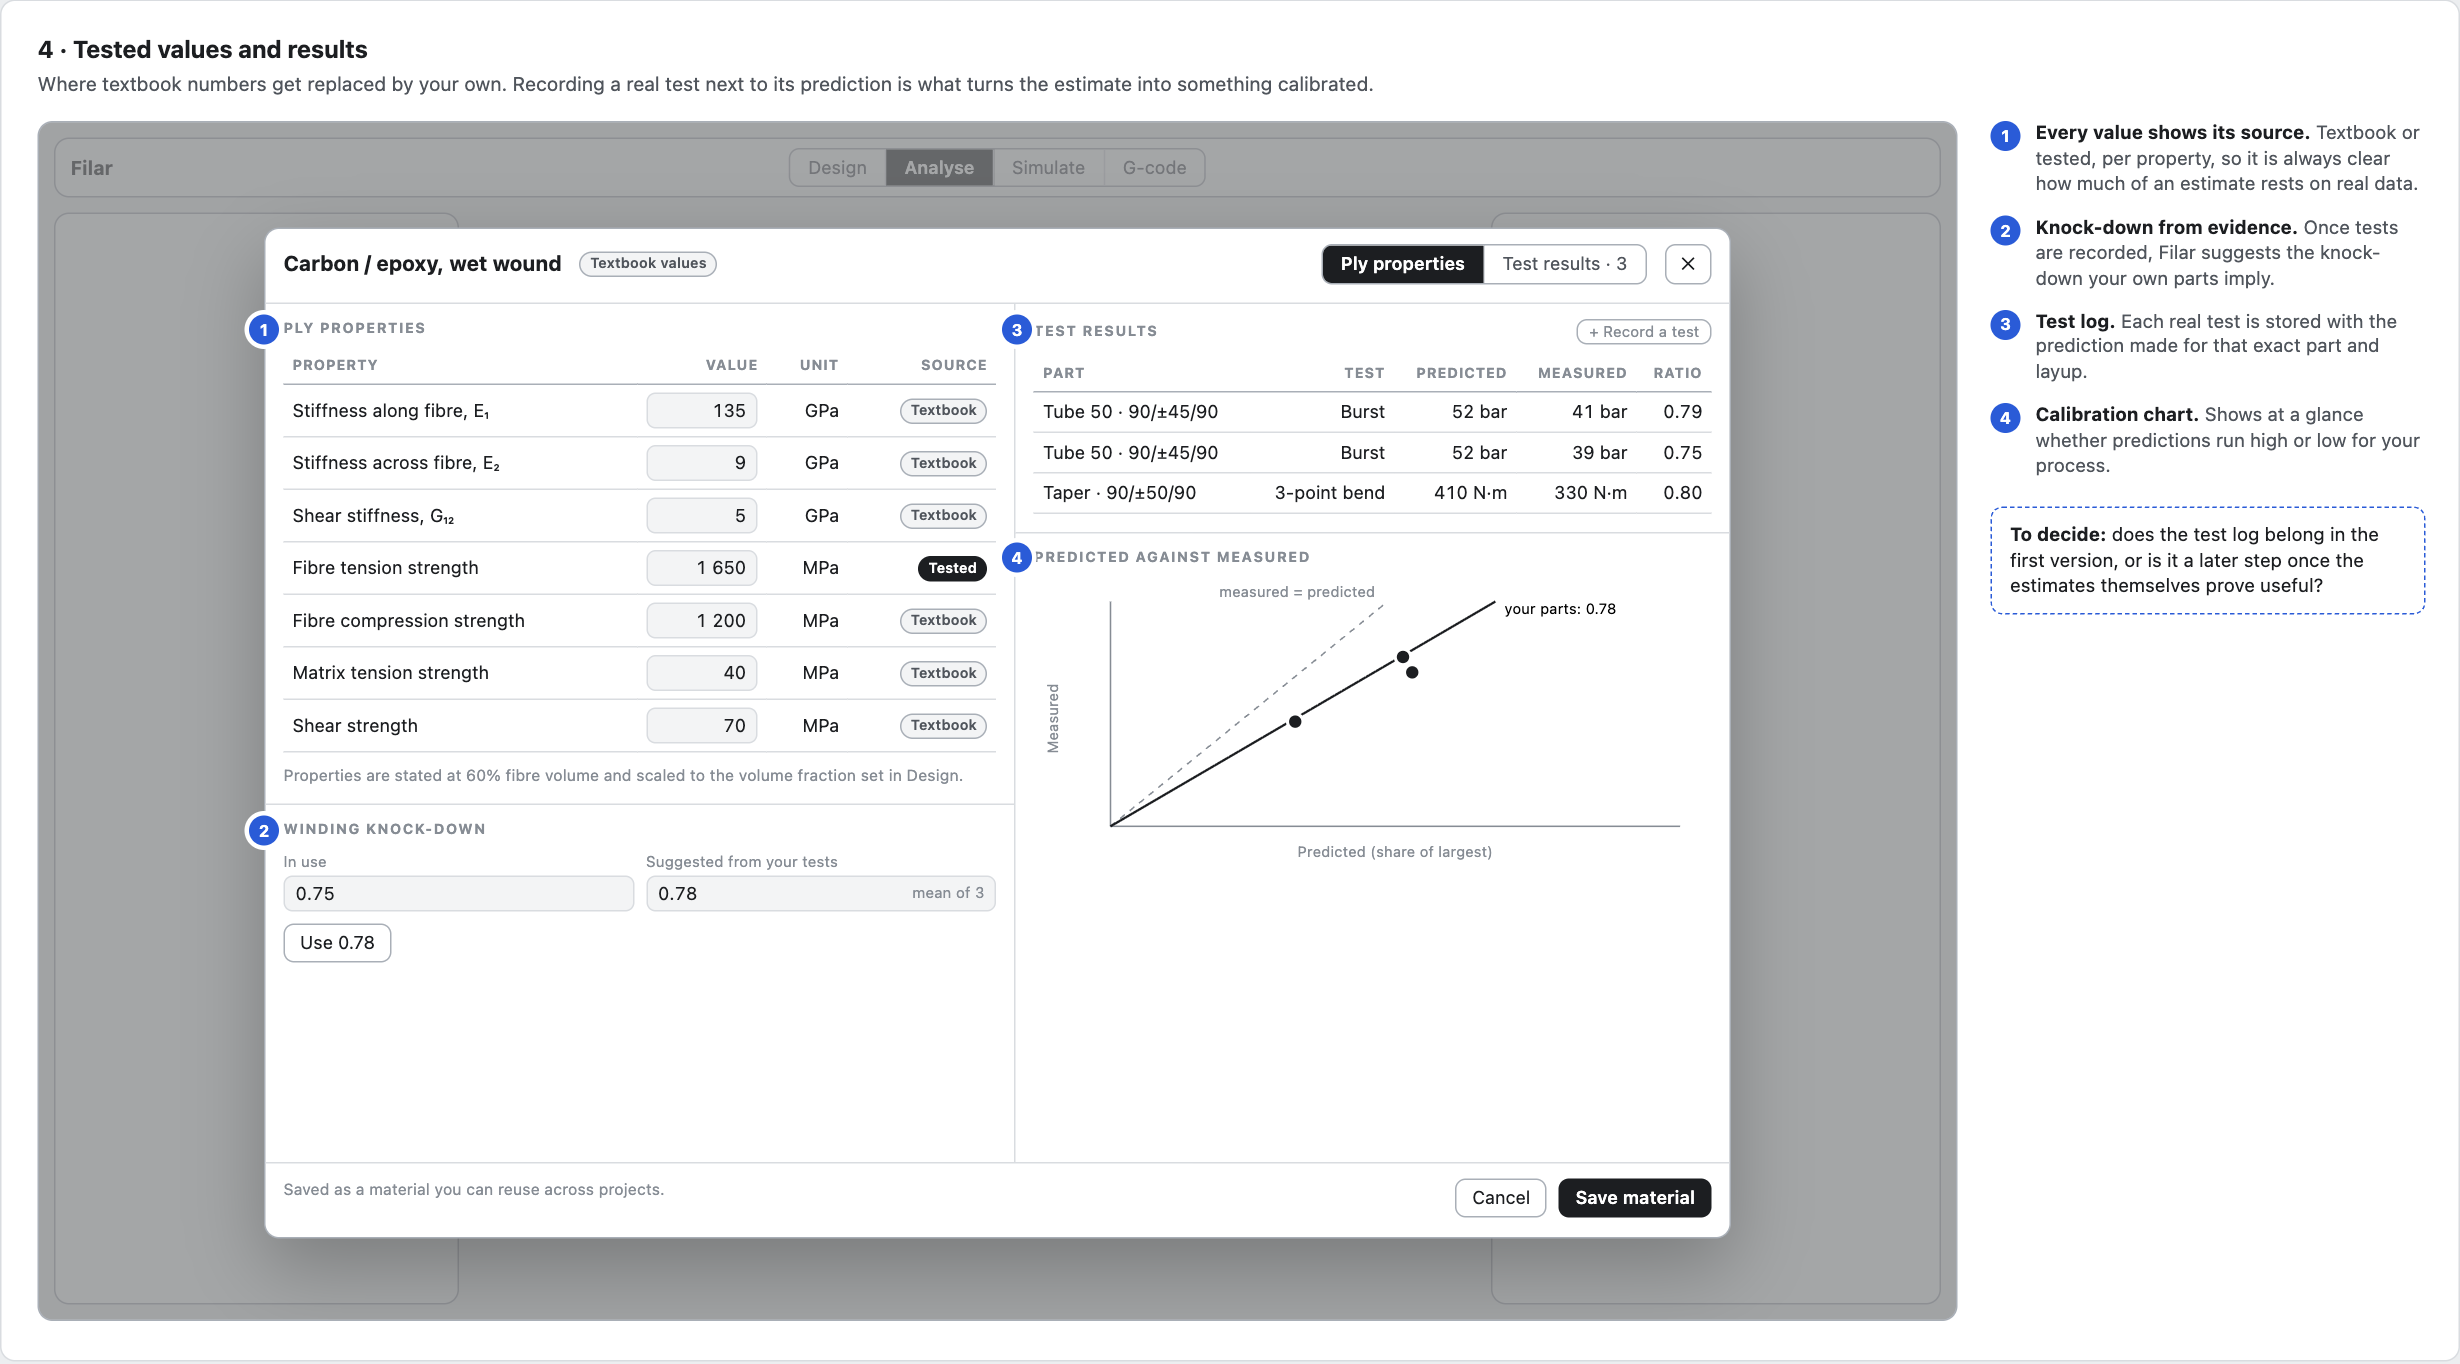 4 · Tested values and results
Where textbook numbers get replaced by your own. Recording a real test next to its prediction is what turns the estimate into something calibrated.
Filar
Design
Analyse
Simulate
G-code
Carbon / epoxy, wet wound
Textbook values
Ply properties
Test results · 3
×
1
PLY PROPERTIES
PROPERTY VALUE UNIT SOURCE
Stiffness along fibre, E₁ 135 GPa Textbook
Stiffness across fibre, E₂ 9 GPa Textbook
Shear stiffness, G₁₂ 5 GPa Textbook
Fibre tension strength 1 650 MPa Tested
Fibre compression strength 1 200 MPa Textbook
Matrix tension strength 40 MPa Textbook
Shear strength 70 MPa Textbook
Properties are stated at 60% fibre volume and scaled to the volume fraction set in Design.
2
WINDING KNOCK-DOWN
In use
0.75
Suggested from your tests
0.78 mean of 3
Use 0.78
3
TEST RESULTS
+ Record a test
PART TEST PREDICTED MEASURED RATIO
Tube 50 · 90/±45/90 Burst 52 bar 41 bar 0.79
Tube 50 · 90/±45/90 Burst 52 bar 39 bar 0.75
Taper · 90/±50/90 3-point bend 410 N·m 330 N·m 0.80
4
PREDICTED AGAINST MEASURED
measured = predicted
your parts: 0.78
Measured
Predicted (share of largest)
Saved as a material you can reuse across projects.
Cancel
Save material
1
Every value shows its source. Textbook or
tested, per property, so it is always clear
how much of an estimate rests on real data.
2
Knock-down from evidence. Once tests
are recorded, Filar suggests the knock-
down your own parts imply.
3
Test log. Each real test is stored with the
prediction made for that exact part and
layup.
4
Calibration chart. Shows at a glance
whether predictions run high or low for your
process.
To decide: does the test log belong in the
first version, or is it a later step once the
estimates themselves prove useful?